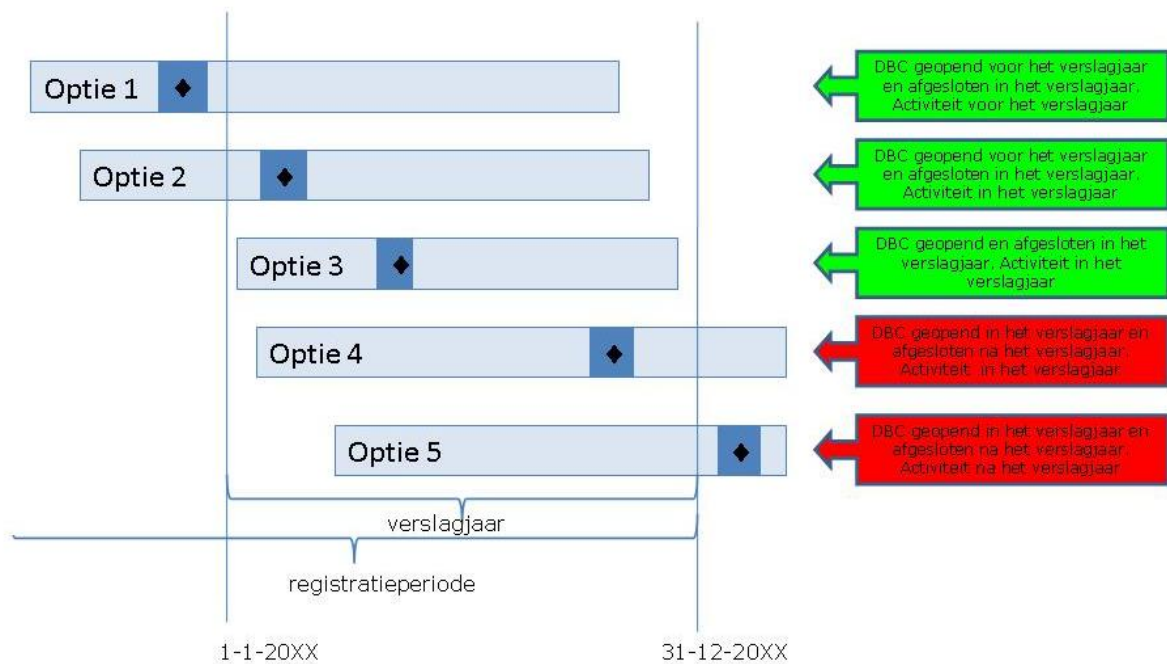 Optie 1
DBC geopend voor het verslagjaar
en afgesloten in het verslagjaar.
Activiteit voor het verslagjaar
Optie 2
DBC geopend voor het verslagjaar
en afgesloten in het verslagjaar.
Activiteit in het verslagjaar
Optie 3
DBC geopend en afgesloten in het
verslagjaar. Activiteit in het
verslagjaar
Optie 4
DBC geopend in het verslagjaar en
afgesloten na het verslagjaar.
Activiteit .in het verslagjaar
Optie 5
DBC geopend in het verslagjaar en
afgesloten na het verslagjaar.
Activiteit na het verslagjaar
verslagjaar
registratieperiode
1-1-20XX
31-12-20XX